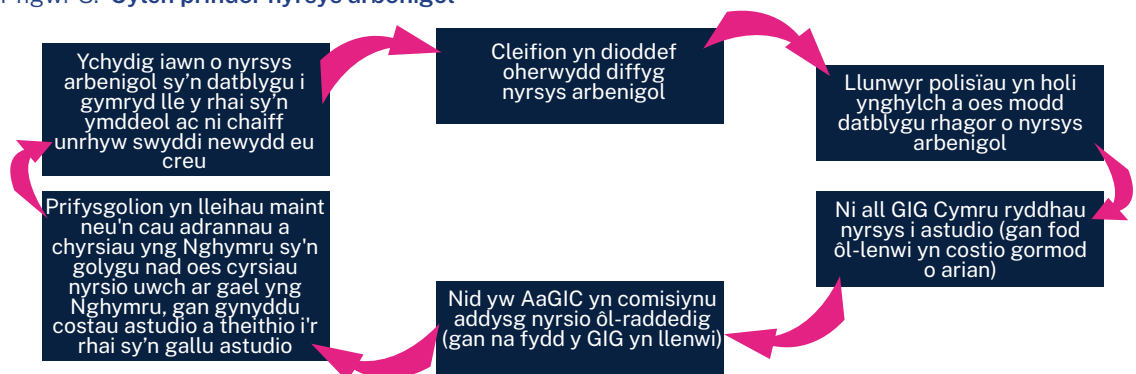 Cylch prinder nyrsys arbenigol
Cleifion yn dioddef
oherwydd diffyg
nyrsys arbenigol
Llunwyr polisïau yn holi
ynghylch a oes modd
datblygu rhagor o nyrsys
arbenigol
Ni all GIG Cymru ryddhau
nyrsys i astudio (gan fod
ôl-lenwi yn costio gormod
o arian)
Nid yw AaGIC yn comisiynu
addysg nyrsio ôl-raddedig
(gan na fydd y GIG yn llenwi)
Prifysgolion yn lleihau maint
neu'n cau adrannau a
chyrsiau yng Nghymru sy'n
golygu nad oes cyrsiau
nyrsio uwch ar gael yng
Nghymru, gan gynyddu
costau astudio a theithio i'r
rhai sy'n gallu astudio
Ychydig iawn o nyrsys
arbenigol sy'n datblygu i
gymryd lle y rhai sy'n
ymddeol ac ni chaiff
unrhyw swyddi newydd eu
creu